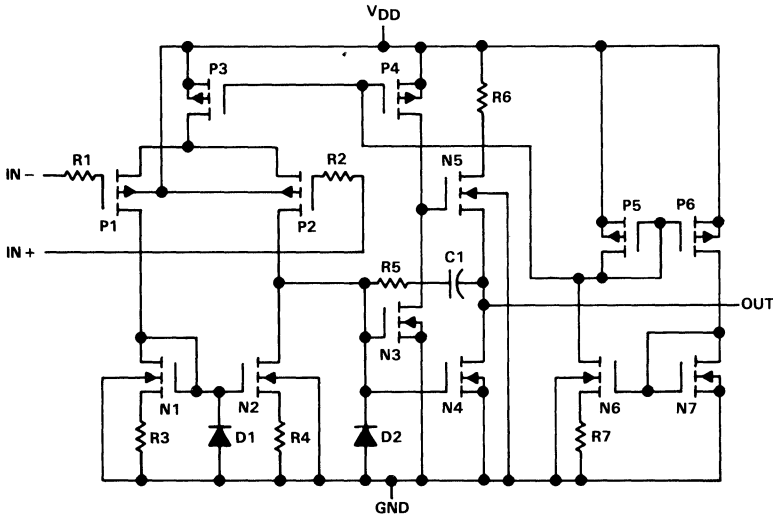 VDD
P3
P4
R6
R1
R2
N5
IN−
P5
P6
P1
P2
IN+
R5
C1
OUT
N3
N1
N2
N4
N6
N7
R3
D1
R4
D2
R7
GND